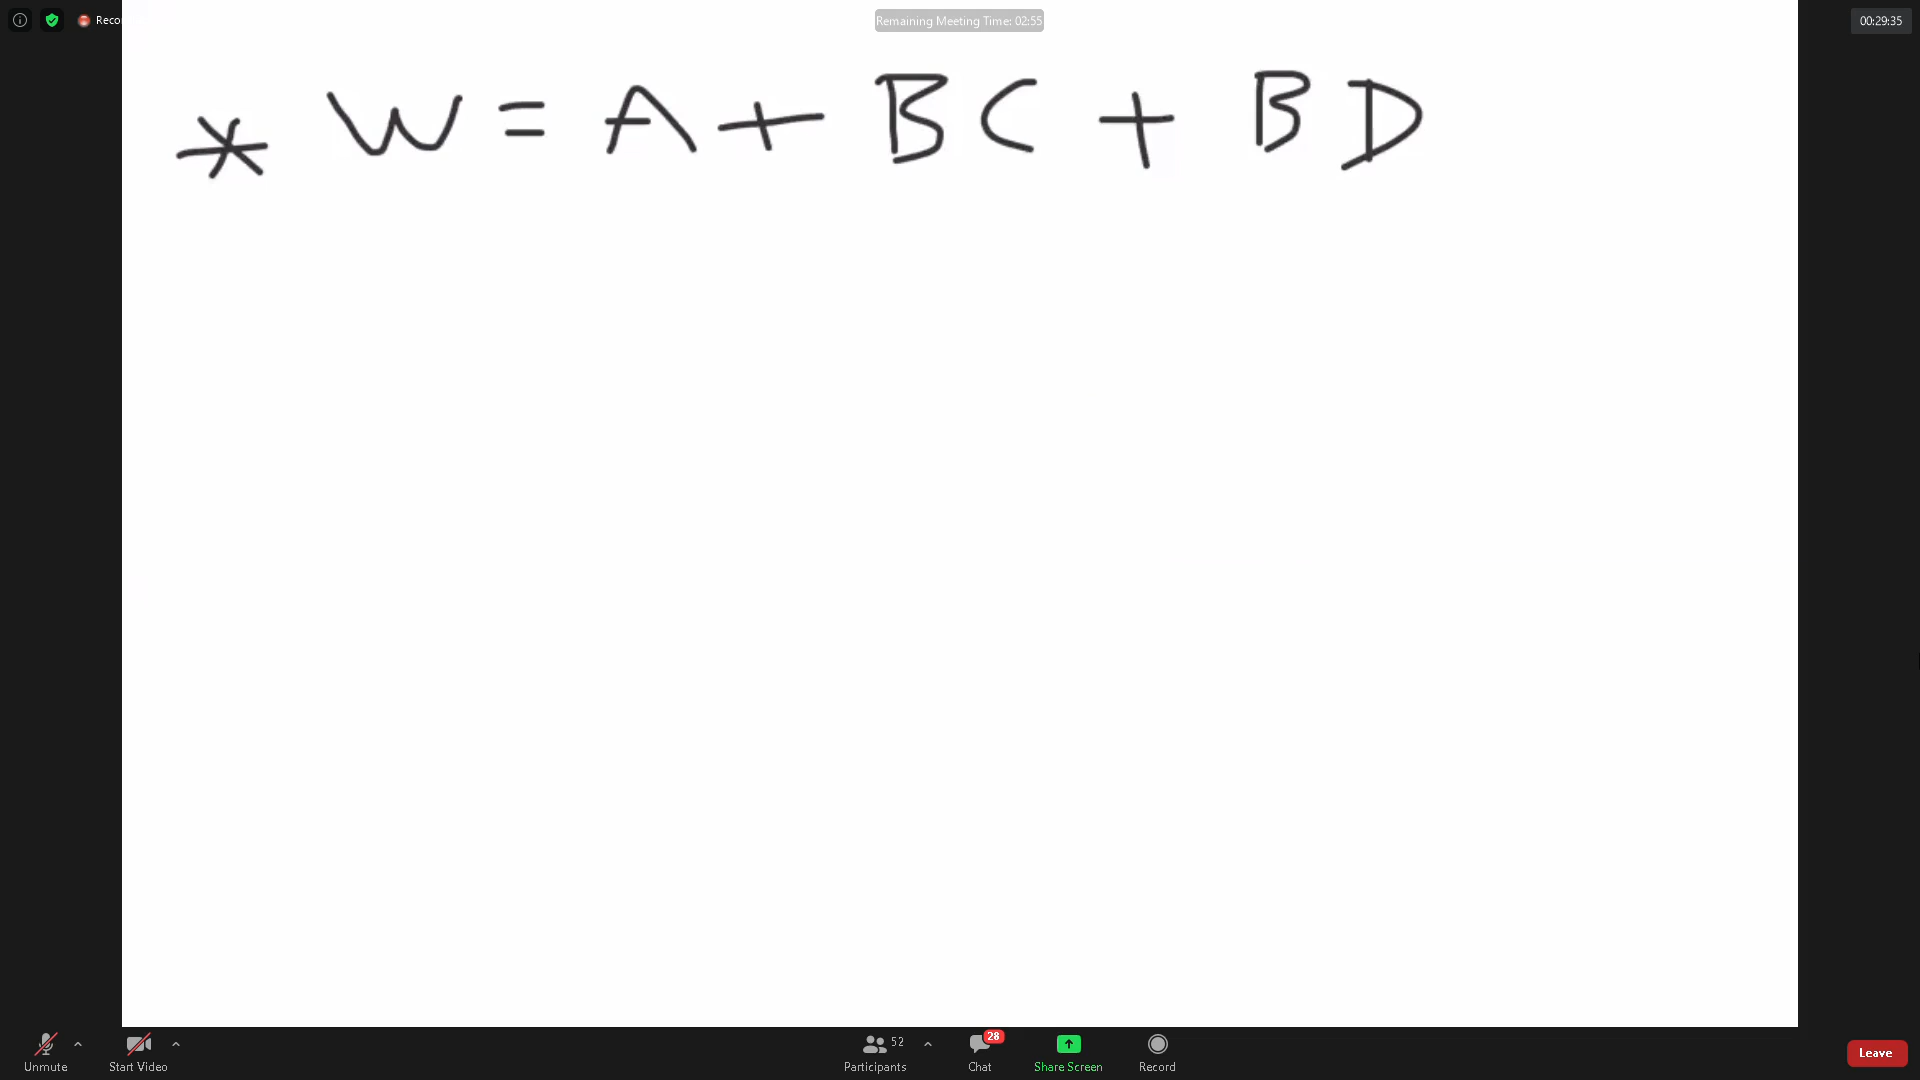 Reco
Remaining Meeting Time: 02:55
00:29:35
* W = A + BC + BD
Unmute
Start Video
52
Participants
28
Chat
Share Screen
Record
Leave